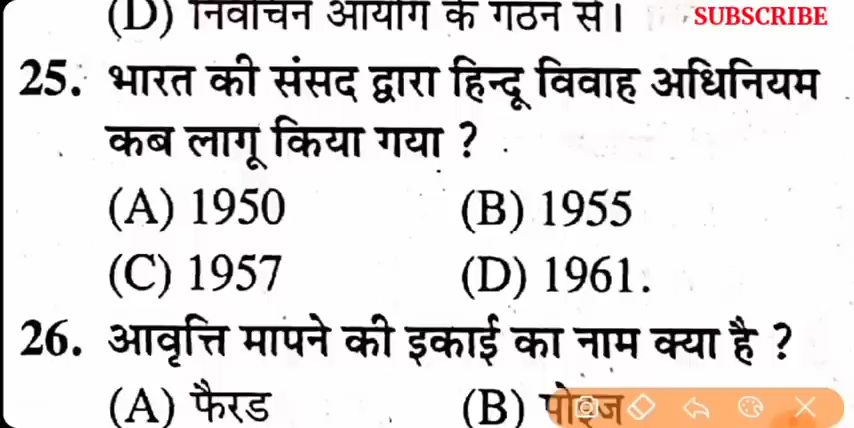 (D) निर्वाचन आयोग के गठन से।
SUBSCRIBE
25. भारत की संसद द्वारा हिन्दू विवाह अधिनियम
कब लागू किया गया ?
(A) 1950 (B) 1955
(C) 1957 (D) 1961.
26. आवृत्ति मापने की इकाई का नाम क्या है ?
(A) फैरड (B) पोइज